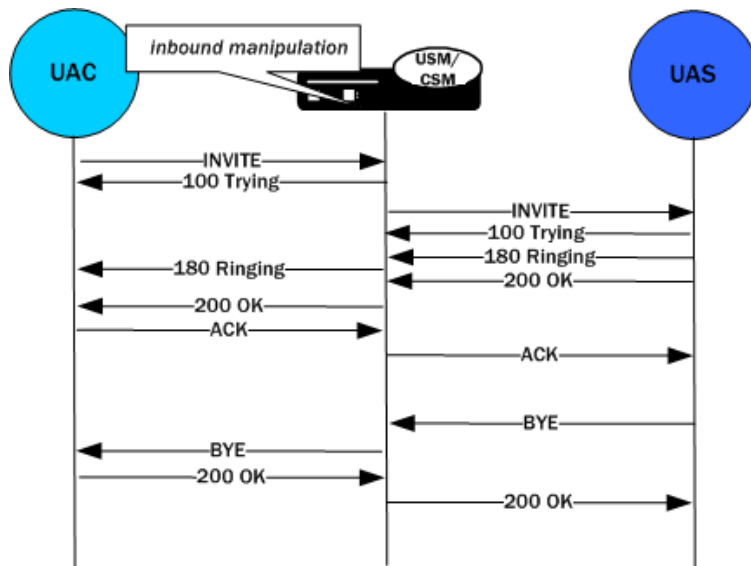 UAC
inbound manipulation
USM/
CSM
UAS
INVITE
100 Trying
INVITE
100 Trying
180 Ringing
180 Ringing
200 OK
200 OK
ACK
ACK
BYE
BYE
200 OK
200 OK